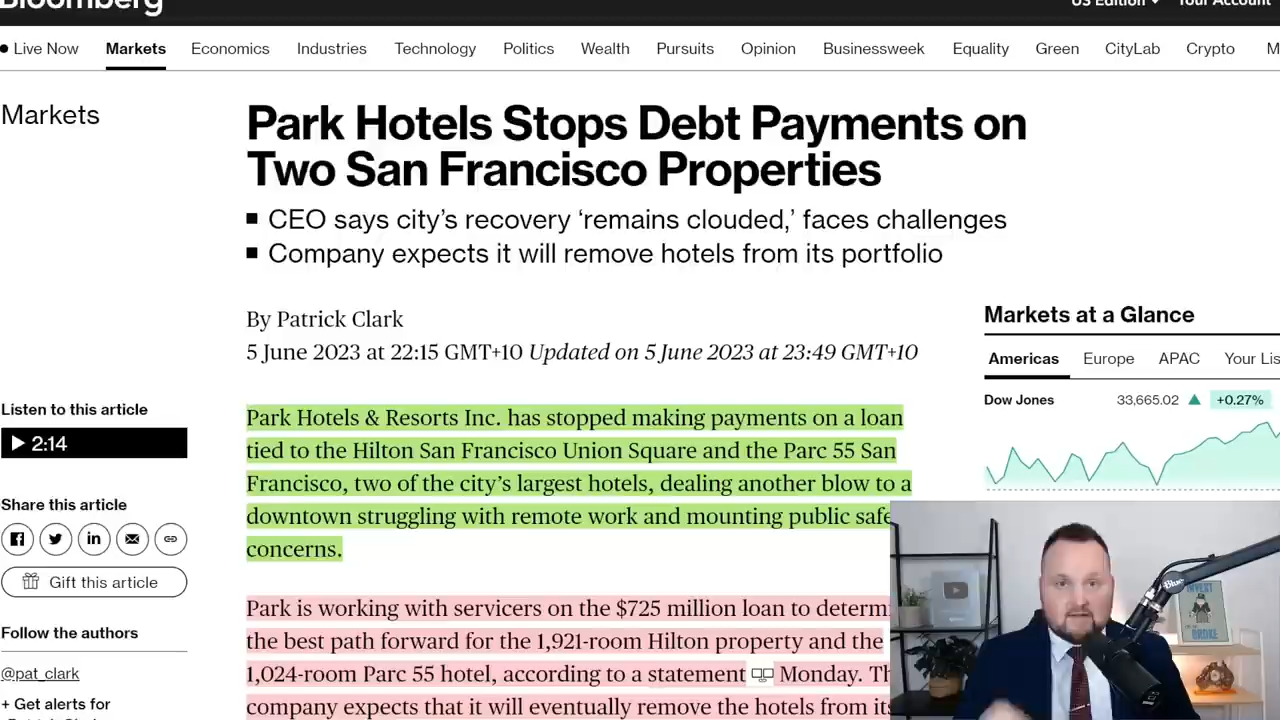 Bloomberg
US Edition
Your Account
Live Now
Markets
Economics
Industries
Technology
Politics
Wealth
Pursuits
Opinion
Businessweek
Equality
Green
CityLab
Crypto
M
Markets
Park Hotels Stops Debt Payments on
Two San Francisco Properties
CEO says city's recovery 'remains clouded,' faces challenges
Company expects it will remove hotels from its portfolio
By Patrick Clark
5 June 2023 at 22:15 GMT+10 Updated on 5 June 2023 at 23:49 GMT+10
Listen to this article
2:14
Share this article
Gift this article
Follow the authors
@pat_clark
+ Get alerts for
Park Hotels & Resorts Inc. has stopped making payments on a loan
tied to the Hilton San Francisco Union Square and the Parc 55 San
Francisco, two of the city's largest hotels, dealing another blow to a
downtown struggling with remote work and mounting public safe
concerns.
Park is working with servicers on the $725 million loan to determi
the best path forward for the 1,921-room Hilton property and the
1,024-room Parc 55 hotel, according to a statement Monday. Th
company expects that it will eventually remove the hotels from its
Markets at a Glance
Americas
Europe
APAC
Your Lis
Dow Jones
33,665.02
+0.27%
Blue
INVEST
BROKE